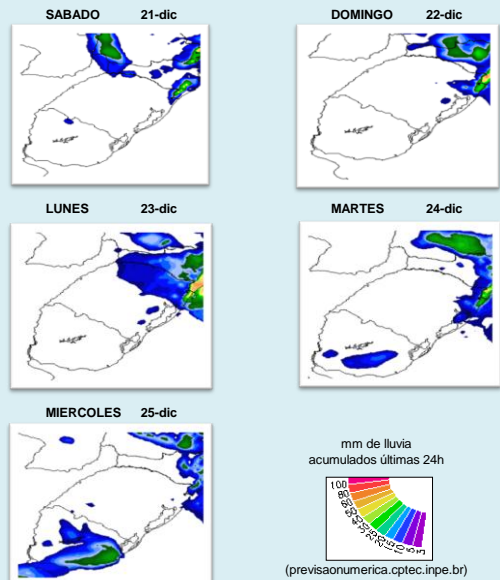 SABADO 21-dic
DOMINGO 22-dic
LUNES 23-dic
MARTES 24-dic
MIERCOLES 25-dic
mm de lluvia
acumulados últimas 24h
100
(previsaonumerica.cptec.inpe.br)